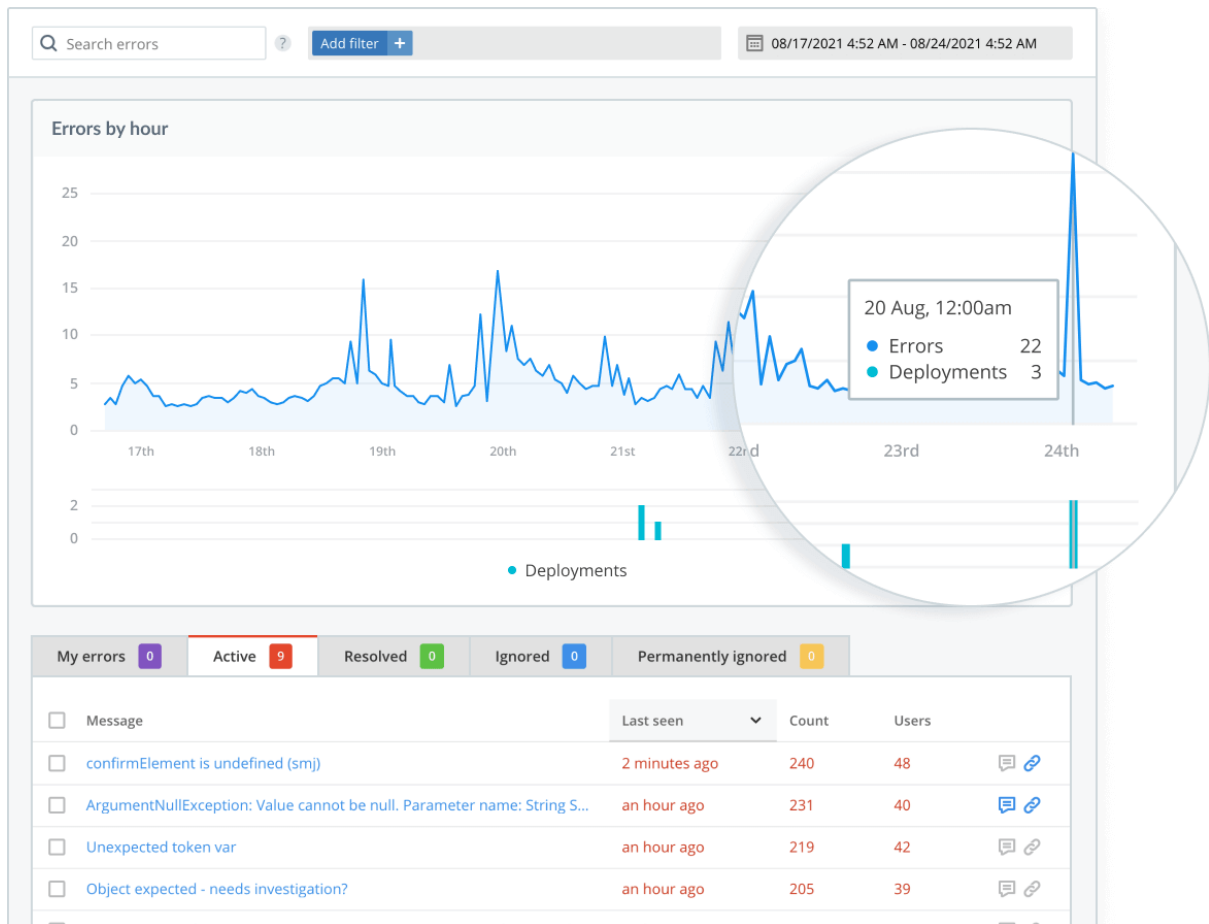 Search errors
?
Add filter +
08/17/2021 4:52 AM - 08/24/2021 4:52 AM
Errors by hour
25
20
15
10
5
0
20 Aug, 12:00am
Errors 22
Deployments 3
17th 18th 19th 20th 21st 22nd 23rd 24th
2
0
Deployments
My errors 0 Active 9 Resolved 0 Ignored 0 Permanently ignored 0
Message Last seen Count Users
confirmElement is undefined (smj) 2 minutes ago 240 48
ArgumentNullException: Value cannot be null. Parameter name: String S... an hour ago 231 40
Unexpected token var an hour ago 219 42
Object expected - needs investigation? an hour ago 205 39